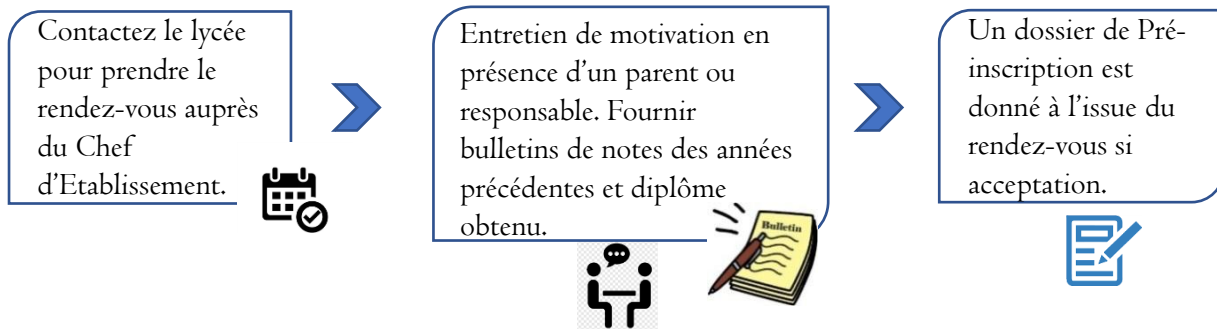 Contactez le lycée
pour prendre le
rendez-vous auprès
du Chef
d’Etablissement.
Entretien de motivation en
présence d’un parent ou
responsable. Fournir
bulletins de notes des années
précédentes et diplôme
obtenu.
Bulletin
Un dossier de Pré-
inscription est
donné à l’issue du
rendez-vous si
acceptation.